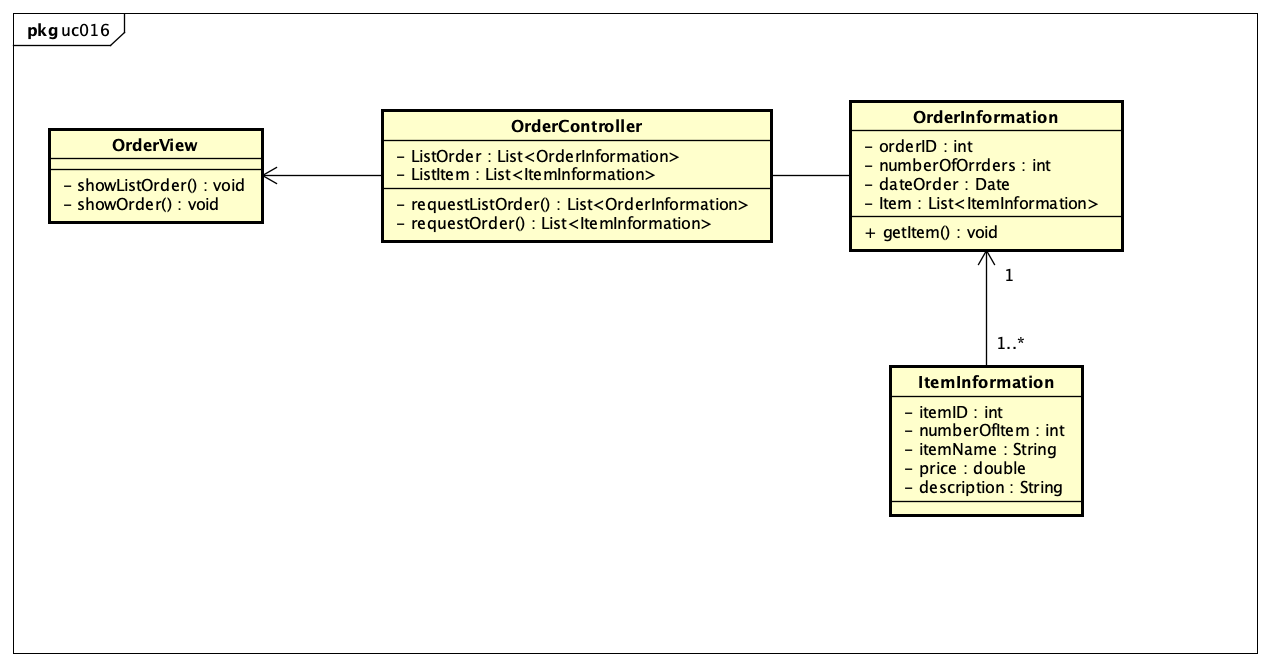 pkg uc016
OrderView
- showListOrder() : void
- showOrder() : void
OrderController
- ListOrder : List<OrderInformation>
- ListItem : List<ItemInformation>
- requestListOrder() : List<OrderInformation>
- requestOrder() : List<ItemInformation>
OrderInformation
- orderID : int
- numberOfOrrders : int
- dateOrder : Date
- Item : List<ItemInformation>
+ getItem() : void
1
1..*
ItemInformation
- itemID : int
- numberOfItem : int
- itemName : String
- price : double
- description : String